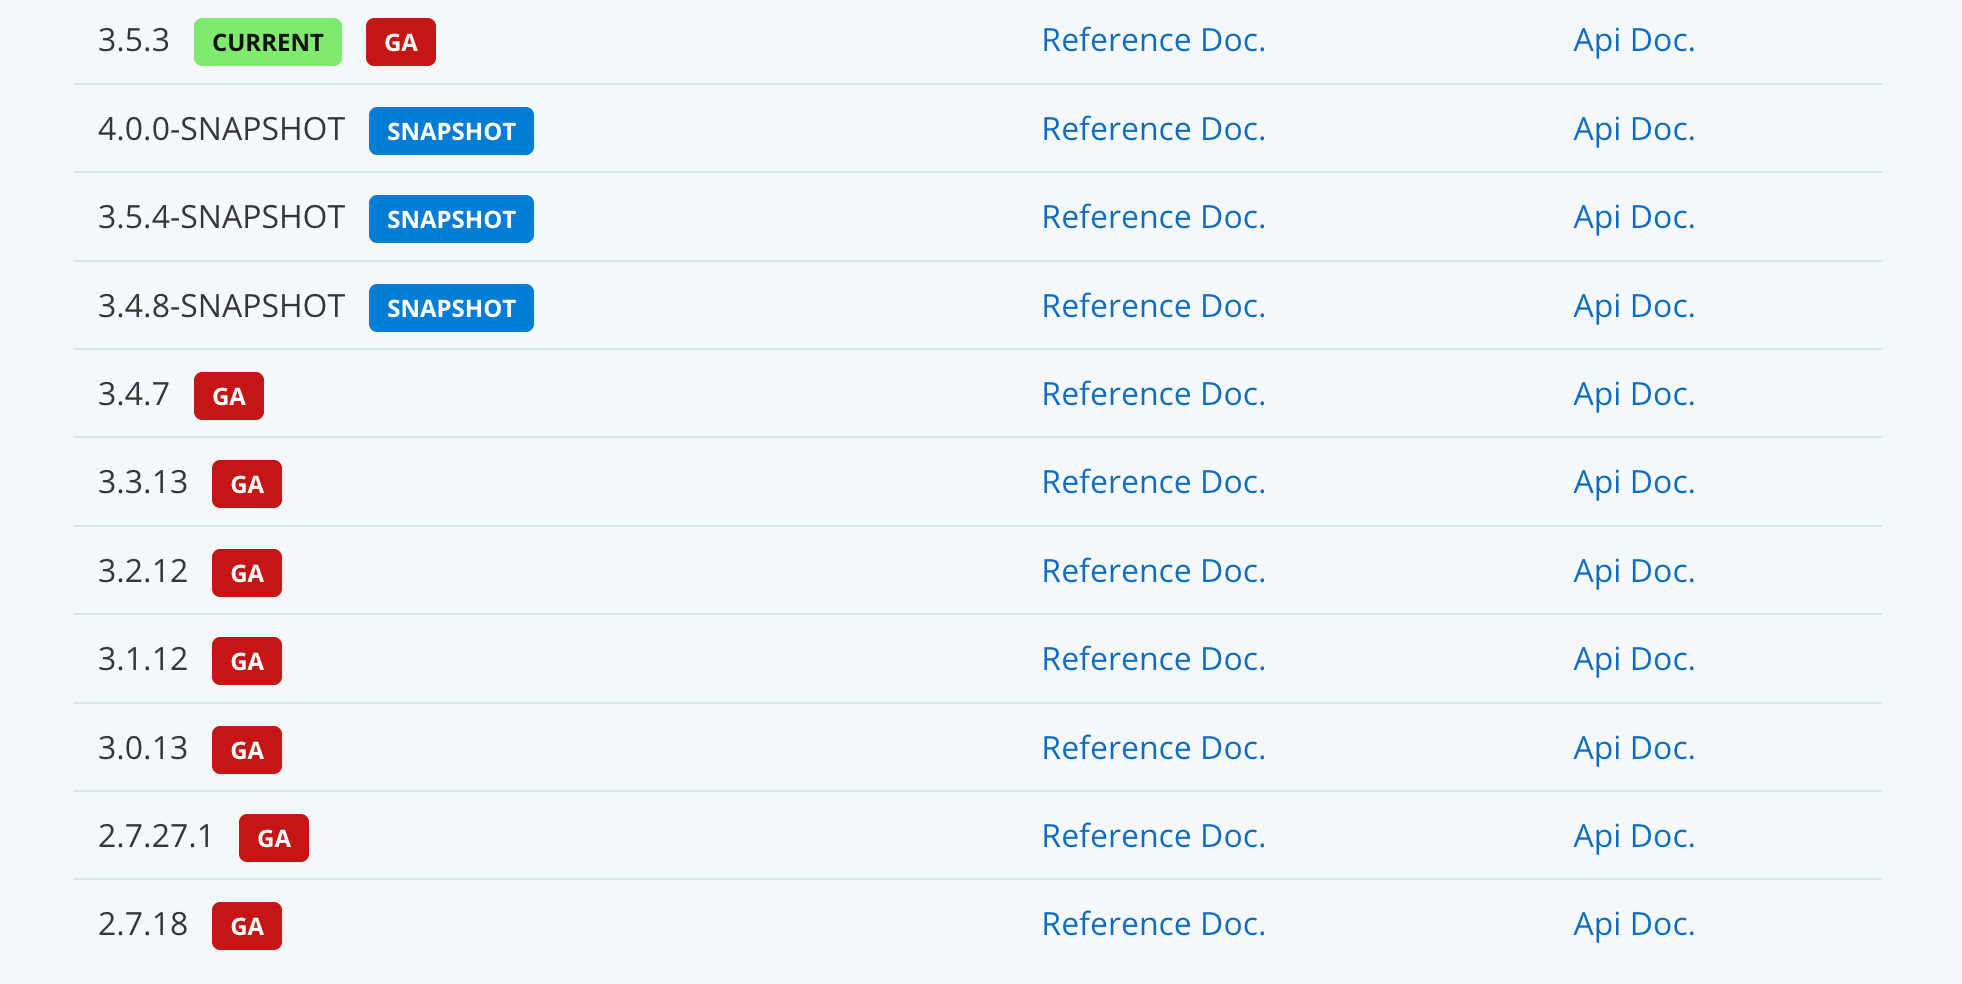 3.5.3 CURRENT GA Reference Doc. Api Doc.
4.0.0-SNAPSHOT SNAPSHOT Reference Doc. Api Doc.
3.5.4-SNAPSHOT SNAPSHOT Reference Doc. Api Doc.
3.4.8-SNAPSHOT SNAPSHOT Reference Doc. Api Doc.
3.4.7 GA Reference Doc. Api Doc.
3.3.13 GA Reference Doc. Api Doc.
3.2.12 GA Reference Doc. Api Doc.
3.1.12 GA Reference Doc. Api Doc.
3.0.13 GA Reference Doc. Api Doc.
2.7.27.1 GA Reference Doc. Api Doc.
2.7.18 GA Reference Doc. Api Doc.